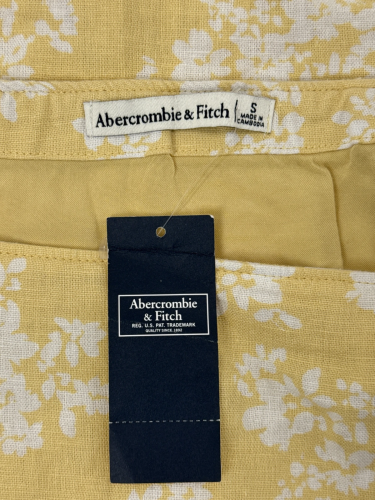 Abercrombie & Fitch
S
MADE IN
CAMBODIA
Abercrombie
& Fitch
REG. U.S. PAT. TRADEMARK
QUALITY SINCE 1892